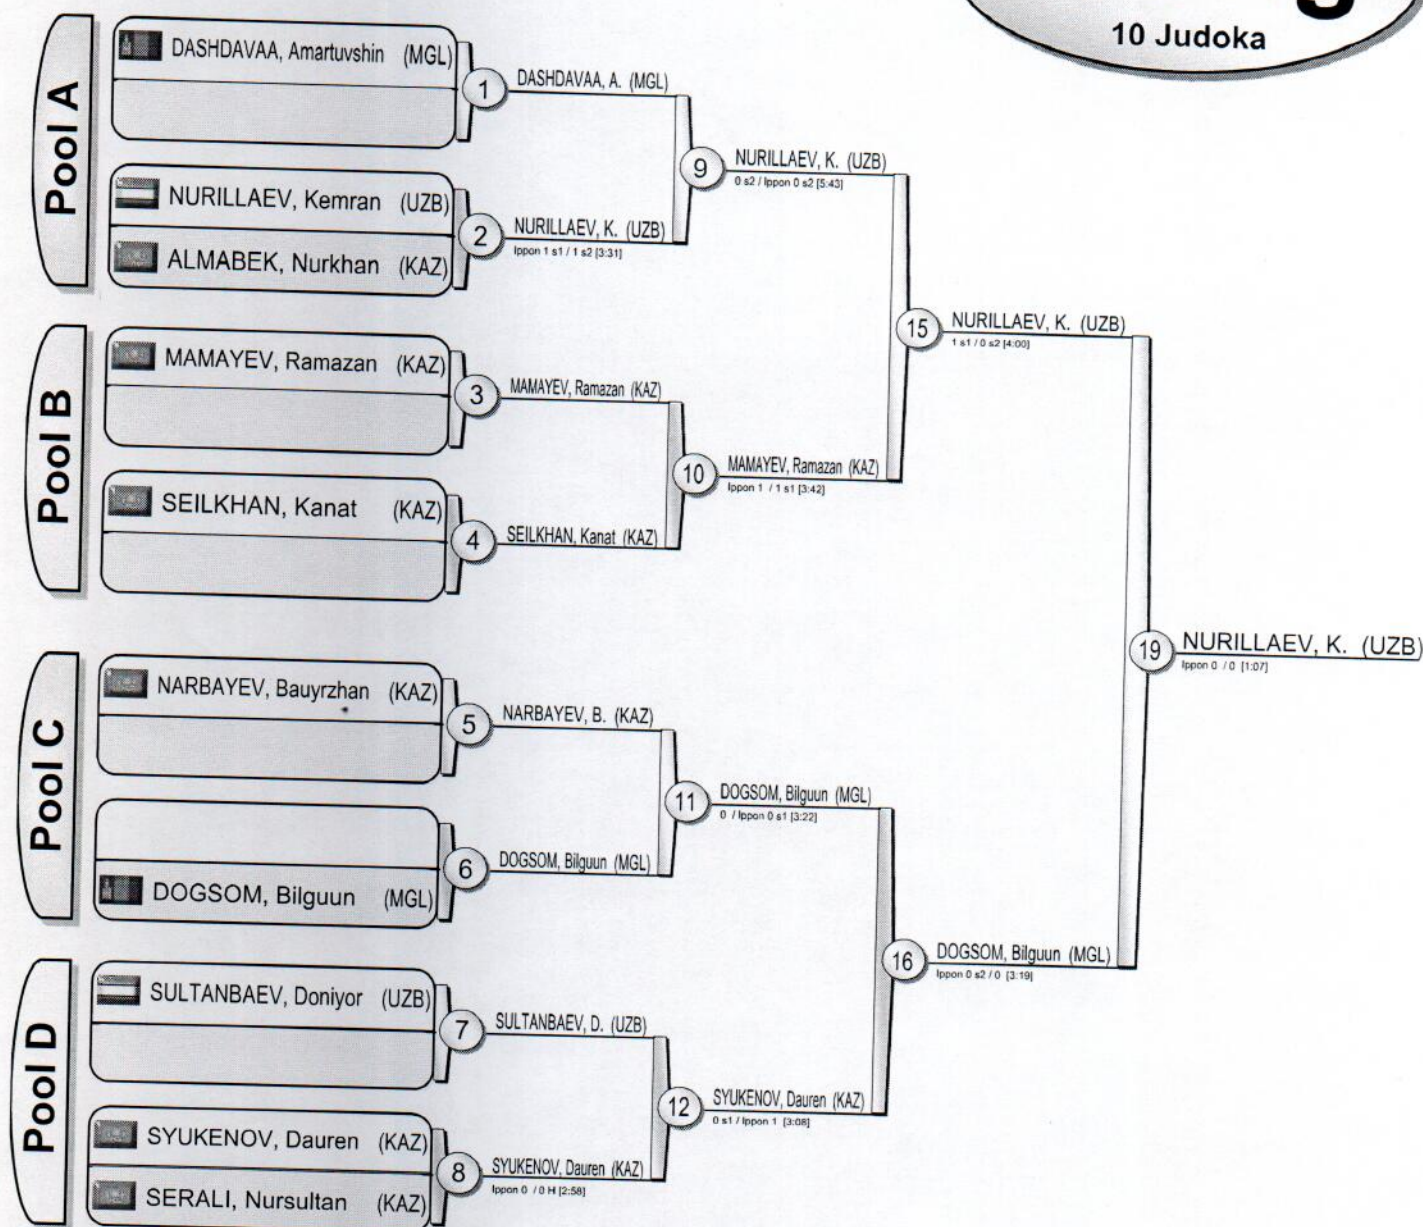 10 Judoka
Pool A
DASHDAVAA, Amartuvshin (MGL)
1
DASHDAVAA, A. (MGL)
NURILLAEV, Kemran (UZB)
ALMABEK, Nurkhan (KAZ)
2
NURILLAEV, K. (UZB)
Ippon 1 s1 / 1 s2 [3:31]
9
NURILLAEV, K. (UZB)
0 s2 / Ippon 0 s2 [5:43]
Pool B
MAMAYEV, Ramazan (KAZ)
3
MAMAYEV, Ramazan (KAZ)
SEILKHAN, Kanat (KAZ)
4
SEILKHAN, Kanat (KAZ)
10
MAMAYEV, Ramazan (KAZ)
Ippon 1 / 1 s1 [3:42]
15
NURILLAEV, K. (UZB)
1 s1 / 0 s2 [4:00]
Pool C
NARBAYEV, Bauyrzhan (KAZ)
5
NARBAYEV, B. (KAZ)
DOGSOM, Bilguun (MGL)
6
DOGSOM, Bilguun (MGL)
11
DOGSOM, Bilguun (MGL)
0 / Ippon 0 s1 [3:22]
Pool D
SULTANBAEV, Doniyor (UZB)
7
SULTANBAEV, D. (UZB)
SYUKENOV, Dauren (KAZ)
SERALI, Nursultan (KAZ)
8
SYUKENOV, Dauren (KAZ)
Ippon 0 / 0 H [2:58]
12
SYUKENOV, Dauren (KAZ)
0 s1 / Ippon 1 [3:08]
16
DOGSOM, Bilguun (MGL)
Ippon 0 s2 / 0 [3:19]
19
NURILLAEV, K. (UZB)
Ippon 0 / 0 [1:07]